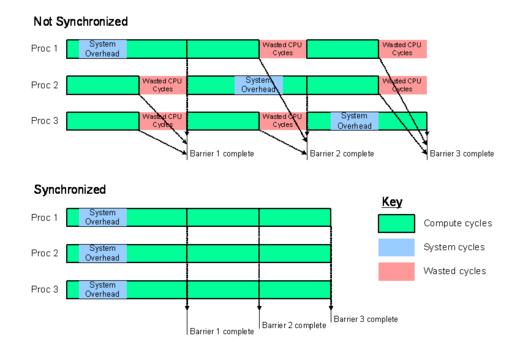 Not Synchronized
Proc 1
System
Overhead
Wasted CPU
Cycles
Wasted CPU
Cycles
Proc 2
Wasted CPU
Cycles
System
Overhead
Wasted CPU
Cycles
Proc 3
Wasted CPU
Cycles
Wasted CPU
Cycles
System
Overhead
Barrier 1 complete
Barrier 2 complete
Barrier 3 complete
Synchronized
Proc 1
System
Overhead
Proc 2
System
Overhead
Proc 3
System
Overhead
Barrier 1 complete
Barrier 2 complete
Barrier 3 complete
Key
Compute cycles
System cycles
Wasted cycles